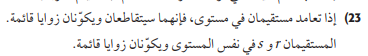 (23 إذا تعامد مستقيمان في مستوى، فإنهما سيتقاطعان ويكوّنان زوايا قائمة.
المستقيمان r و s في نفس المستوى ويكوّنان زوايا قائمة.